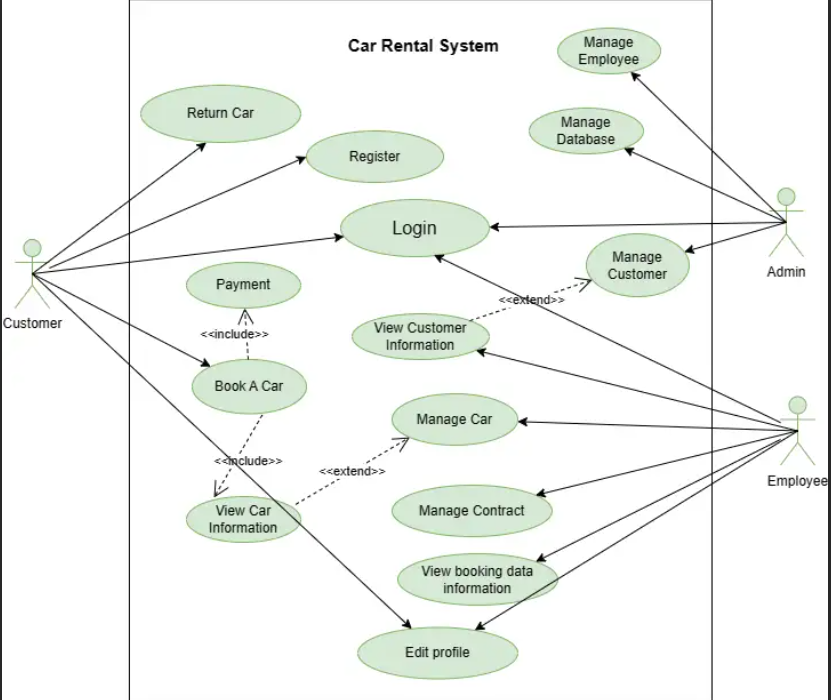 Car Rental System
Manage
Employee
Return Car
Manage
Database
Register
Login
Manage
Customer
Admin
Payment
<<extend>>
Customer
<<include>>
View Customer
Information
Book A Car
Manage Car
<<include>>
<<extend>>
Employee
View Car
Information
Manage Contract
View booking data
information
Edit profile